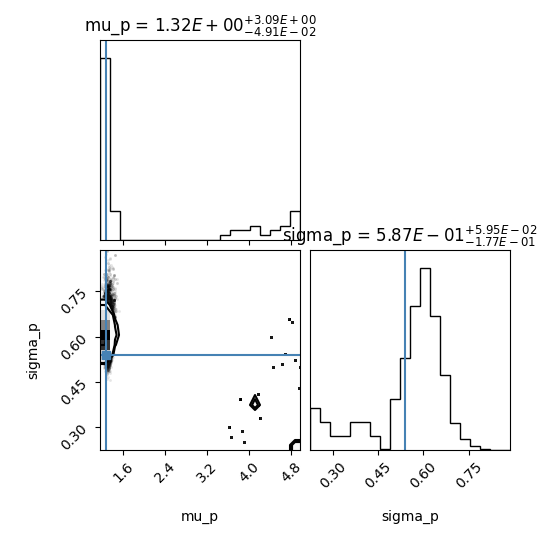 mu_p = 1.32E + 00 +3.09E + 00 −4.91E − 02
sigma_p = 5.87E − 01 +5.95E − 02 −1.77E − 01
0.75
0.60
0.45
0.30
sigma_p
1.6 2.4 3.2 4.0 4.8 0.30 0.45 0.60 0.75
mu_p sigma_p